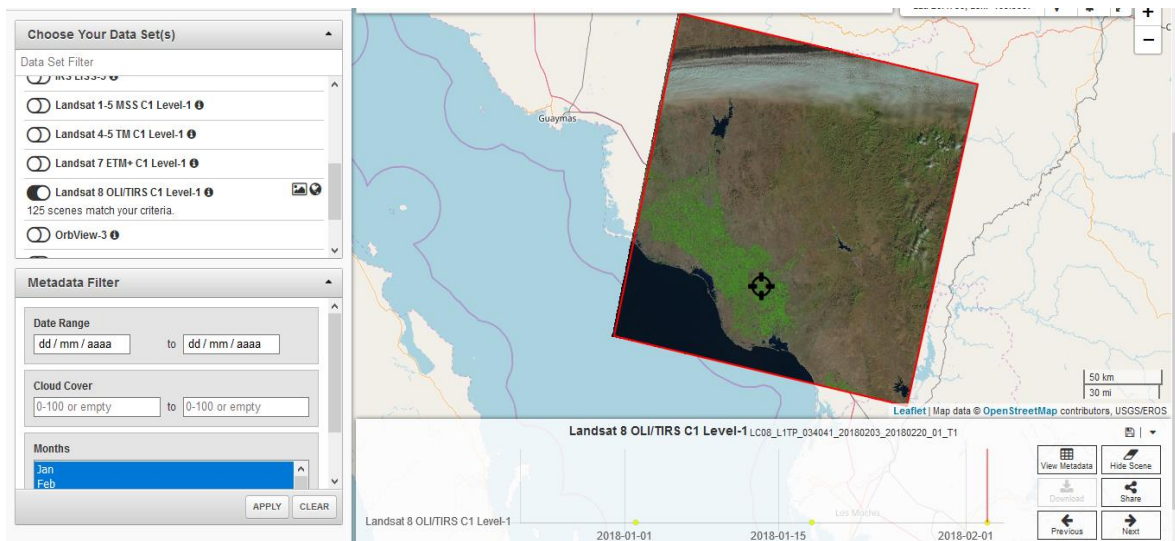 Choose Your Data Set(s)
Data Set Filter
IRS LISS-3
Landsat 1-5 MSS C1 Level-1
Landsat 4-5 TM C1 Level-1
Landsat 7 ETM+ C1 Level-1
Landsat 8 OLI/TIRS C1 Level-1
125 scenes match your criteria.
OrbView-3
Metadata Filter
Date Range
dd / mm / aaaa to dd / mm / aaaa
Cloud Cover
0-100 or empty to 0-100 or empty
Months
Jan
Feb
APPLY CLEAR
+
−
Guaymas
50 km
30 mi
Leaflet | Map data © OpenStreetMap contributors, USGS/EROS
Landsat 8 OLI/TIRS C1 Level-1 LC08_L1TP_034041_20180203_20180220_01_T1
View Metadata Hide Scene
Download Share
Previous Next
Los Mochis
Landsat 8 OLI/TIRS C1 Level-1
2018-01-01 2018-01-15 2018-02-01